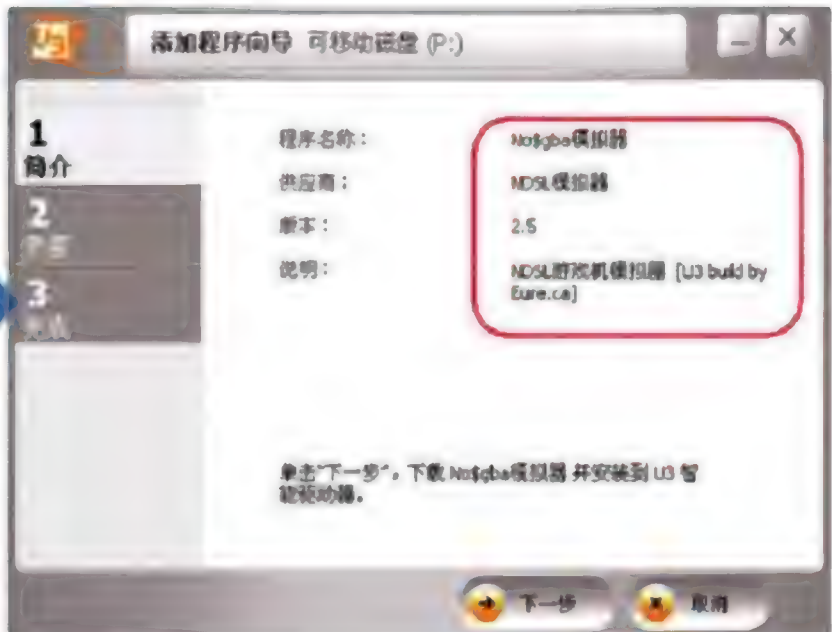 U3
添加程序向导 可移动磁盘 (P:)
1
简介
2
3
程序名称：
No$gba模拟器
供应商：
NDSL模拟器
版本：
2.5
说明：
NDSL游戏机模拟器 [U3 build by
Eure.ca]
单击"下一步"，下载 No$gba模拟器 并安装到 U3 智
能驱动器。
下一步
取消